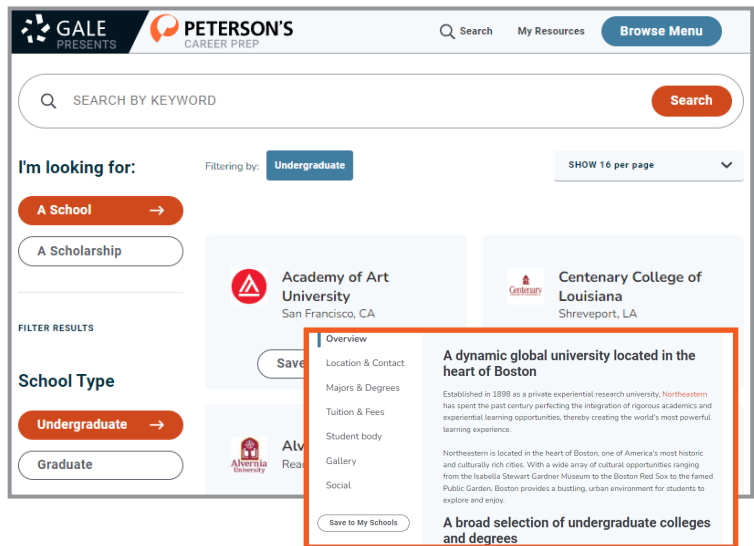 GALE
PRESENTS
PETERSON'S
CAREER PREP
Search
My Resources
Browse Menu
SEARCH BY KEYWORD
Search
I'm looking for:
A School
A Scholarship
FILTER RESULTS
School Type
Undergraduate
Graduate
Filtering by:
Undergraduate
SHOW 16 per page
Academy of Art
University
San Francisco, CA
Centenary
Centenary College of
Louisiana
Shreveport, LA
Save
Alvernia
University
Alv
Rea
Overview
Location & Contact
Majors & Degrees
Tuition & Fees
Student body
Gallery
Social
Save to My Schools
A dynamic global university located in the
heart of Boston
Established in 1898 as a private experiential research university, Northeastern
has spent the past century perfecting the integration of rigorous academics and
experiential learning opportunities, thereby creating the world's most powerful
learning experience.
Northeastern is located in the heart of Boston, one of America's most historic
and culturally rich cities. With a wide array of cultural opportunities ranging
from the Isabella Stewart Gardner Museum to the Boston Red Sox to the famed
Public Garden, Boston provides a bustling, urban environment for students to
explore and enjoy.
A broad selection of undergraduate colleges
and degrees